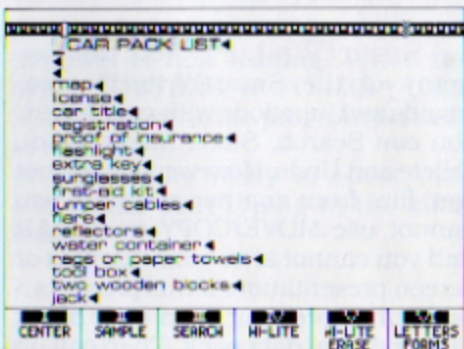 CAR PACK LIST
map
license
car title
registration
proof of insurance
flashlight
extra key
sunglasses
first-aid kit
jumper cables
flare
reflectors
water container
rags or paper towels
tool box
two wooden blocks
jack
CENTER SAMPLE SEARCH HI-LITE HI-LITE ERASE LETTERS FORMS